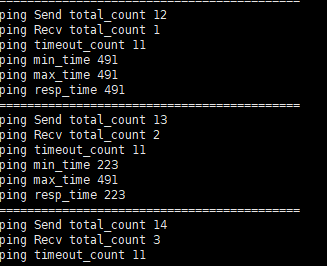 ===========================================
ping Send total_count 12
ping Recv total_count 1
ping timeout_count 11
ping min_time 491
ping max_time 491
ping resp_time 491
===========================================
ping Send total_count 13
ping Recv total_count 2
ping timeout_count 11
ping min_time 223
ping max_time 491
ping resp_time 223
===========================================
ping Send total_count 14
ping Recv total_count 3
ping timeout_count 11